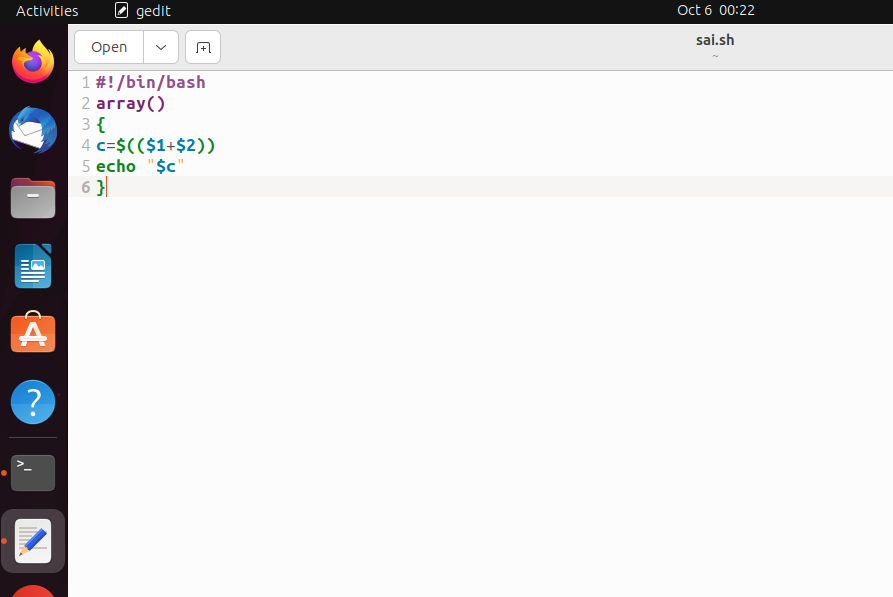 Activities
gedit
Oct 6 00:22
Open
sai.sh
~
1 #!/bin/bash
2 array()
3 {
4 c=$(($1+$2))
5 echo "$c"
6 }
>_
?